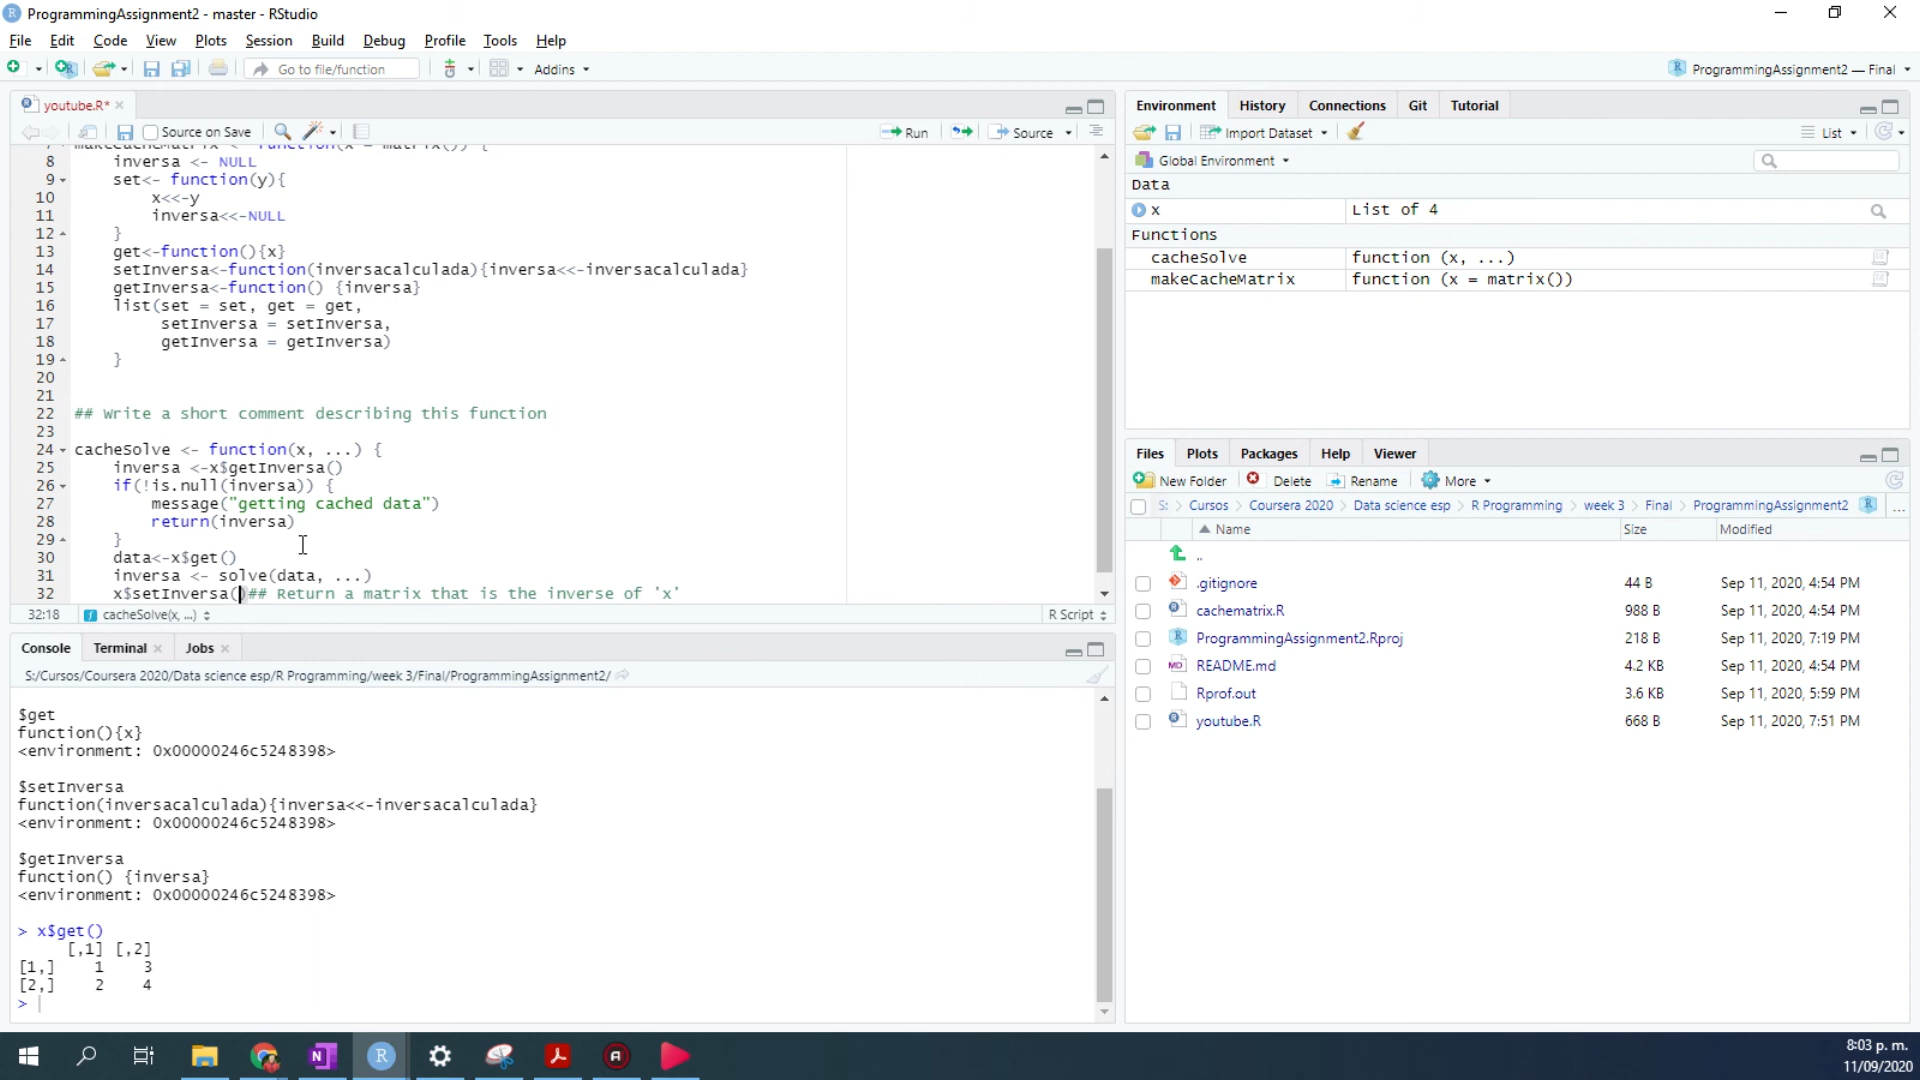 ProgrammingAssignment2 - master - RStudio
File Edit Code View Plots Session Build Debug Profile Tools Help
Go to file/function Addins ProgrammingAssignment2 — Final
youtube.R*
Source on Save Run Source
makeCacheMatrix <- function(x = matrix()) {
8 inversa <- NULL
9 set<- function(y){
10 x<<-y
11 inversa<<-NULL
12 }
13 get<-function(){x}
14 setInversa<-function(inversacalculada){inversa<<-inversacalculada}
15 getInversa<-function() {inversa}
16 list(set = set, get = get,
17 setInversa = setInversa,
18 getInversa = getInversa)
19 }
20
21
22 ## Write a short comment describing this function
23
24 cacheSolve <- function(x, ...) {
25 inversa <-x$getInversa()
26 if(!is.null(inversa)) {
27 message("getting cached data")
28 return(inversa)
29 }
30 data<-x$get()
31 inversa <- solve(data, ...)
32 x$setInversa()## Return a matrix that is the inverse of 'x'
32:18 cacheSolve(x, ...) R Script
Console Terminal Jobs
S:/Cursos/Coursera 2020/Data science esp/R Programming/week 3/Final/ProgrammingAssignment2/
$get
function(){x}
<environment: 0x00000246c5248398>
$setInversa
function(inversacalculada){inversa<<-inversacalculada}
<environment: 0x00000246c5248398>
$getInversa
function() {inversa}
<environment: 0x00000246c5248398>
> x$get()
[,1] [,2]
[1,] 1 3
[2,] 2 4
>
Environment History Connections Git Tutorial
Import Dataset List
Global Environment
Data
x List of 4
Functions
cacheSolve function (x, ...)
makeCacheMatrix function (x = matrix())
Files Plots Packages Help Viewer
New Folder Delete Rename More
S: Cursos Coursera 2020 Data science esp R Programming week 3 Final ProgrammingAssignment2 ...
Name Size Modified
..
.gitignore 44 B Sep 11, 2020, 4:54 PM
cachematrix.R 988 B Sep 11, 2020, 4:54 PM
ProgrammingAssignment2.Rproj 218 B Sep 11, 2020, 7:19 PM
README.md 4.2 KB Sep 11, 2020, 4:54 PM
Rprof.out 3.6 KB Sep 11, 2020, 5:59 PM
youtube.R 668 B Sep 11, 2020, 7:51 PM
8:03 p. m.
11/09/2020